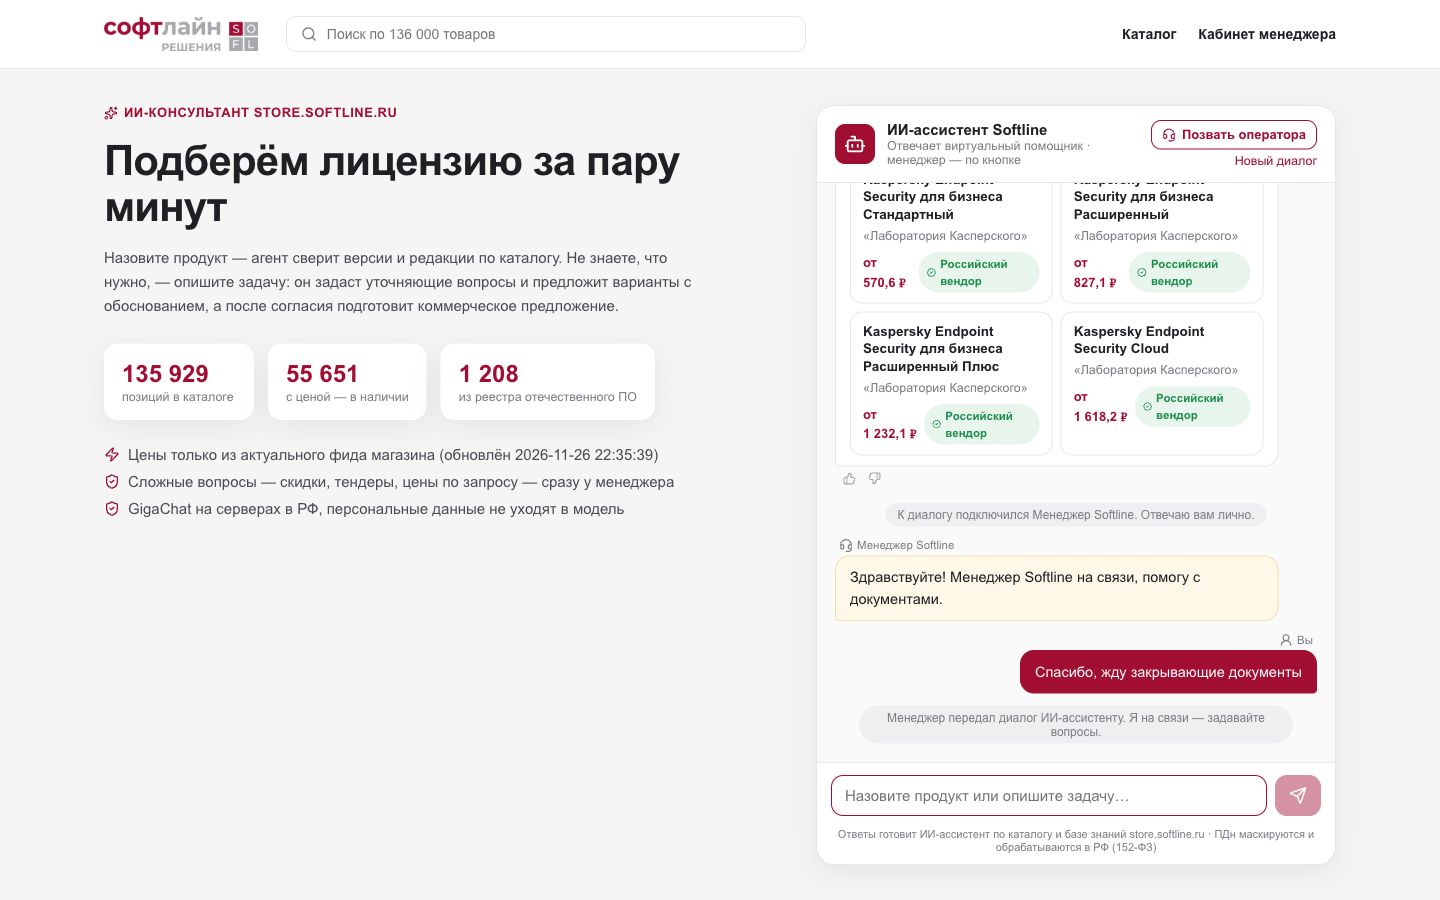 софтлайн
РЕШЕНИЯ
S O
F L
Поиск по 136 000 товаров
Каталог
Кабинет менеджера
ИИ-КОНСУЛЬТАНТ STORE.SOFTLINE.RU
Подберём лицензию за пару
минут
Назовите продукт — агент сверит версии и редакции по каталогу. Не знаете, что
нужно, — опишите задачу: он задаст уточняющие вопросы и предложит варианты с
обоснованием, а после согласия подготовит коммерческое предложение.
135 929
позиций в каталоге
55 651
с ценой — в наличии
1 208
из реестра отечественного ПО
Цены только из актуального фида магазина (обновлён 2026-11-26 22:35:39)
Сложные вопросы — скидки, тендеры, цены по запросу — сразу у менеджера
GigaChat на серверах в РФ, персональные данные не уходят в модель
ИИ-ассистент Softline
Отвечает виртуальный помощник ·
менеджер — по кнопке
Позвать оператора
Новый диалог
Kaspersky Endpoint
Security для бизнеса
Стандартный
«Лаборатория Касперского»
от
570,6 ₽
Российский
вендор
Kaspersky Endpoint
Security для бизнеса
Расширенный
«Лаборатория Касперского»
от
827,1 ₽
Российский
вендор
Kaspersky Endpoint
Security для бизнеса
Расширенный Плюс
«Лаборатория Касперского»
от
1 232,1 ₽
Российский
вендор
Kaspersky Endpoint
Security Cloud
«Лаборатория Касперского»
от
1 618,2 ₽
Российский
вендор
К диалогу подключился Менеджер Softline. Отвечаю вам лично.
Менеджер Softline
Здравствуйте! Менеджер Softline на связи, помогу с
документами.
Вы
Спасибо, жду закрывающие документы
Менеджер передал диалог ИИ-ассистенту. Я на связи — задавайте
вопросы.
Назовите продукт или опишите задачу…
Ответы готовит ИИ-ассистент по каталогу и базе знаний store.softline.ru · ПДн маскируются и
обрабатываются в РФ (152-ФЗ)